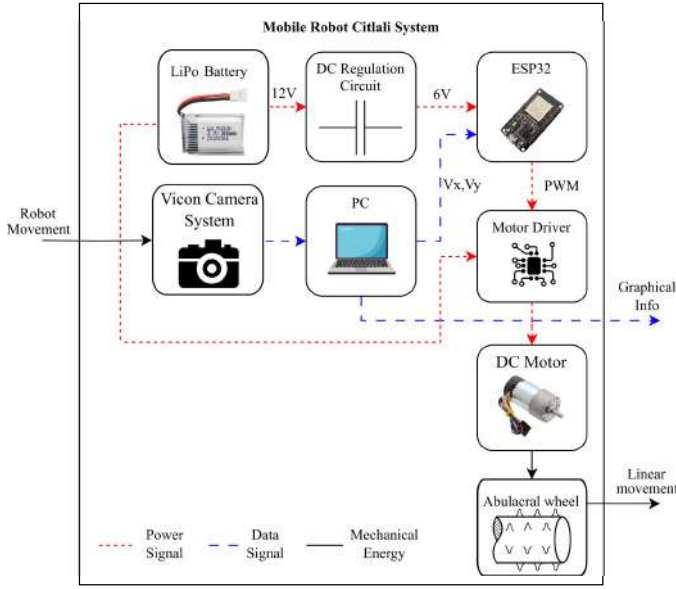 Mobile Robot Citlali System
LiPo Battery
12V
DC Regulation
Circuit
6V
ESP32
Vicon Camera
System
PC
Vx,Vy
PWM
Robot
Movement
Motor Driver
Graphical
Info
DC Motor
Linear
movement
Abulacral wheel
Power
Signal
Data
Signal
Mechanical
Energy